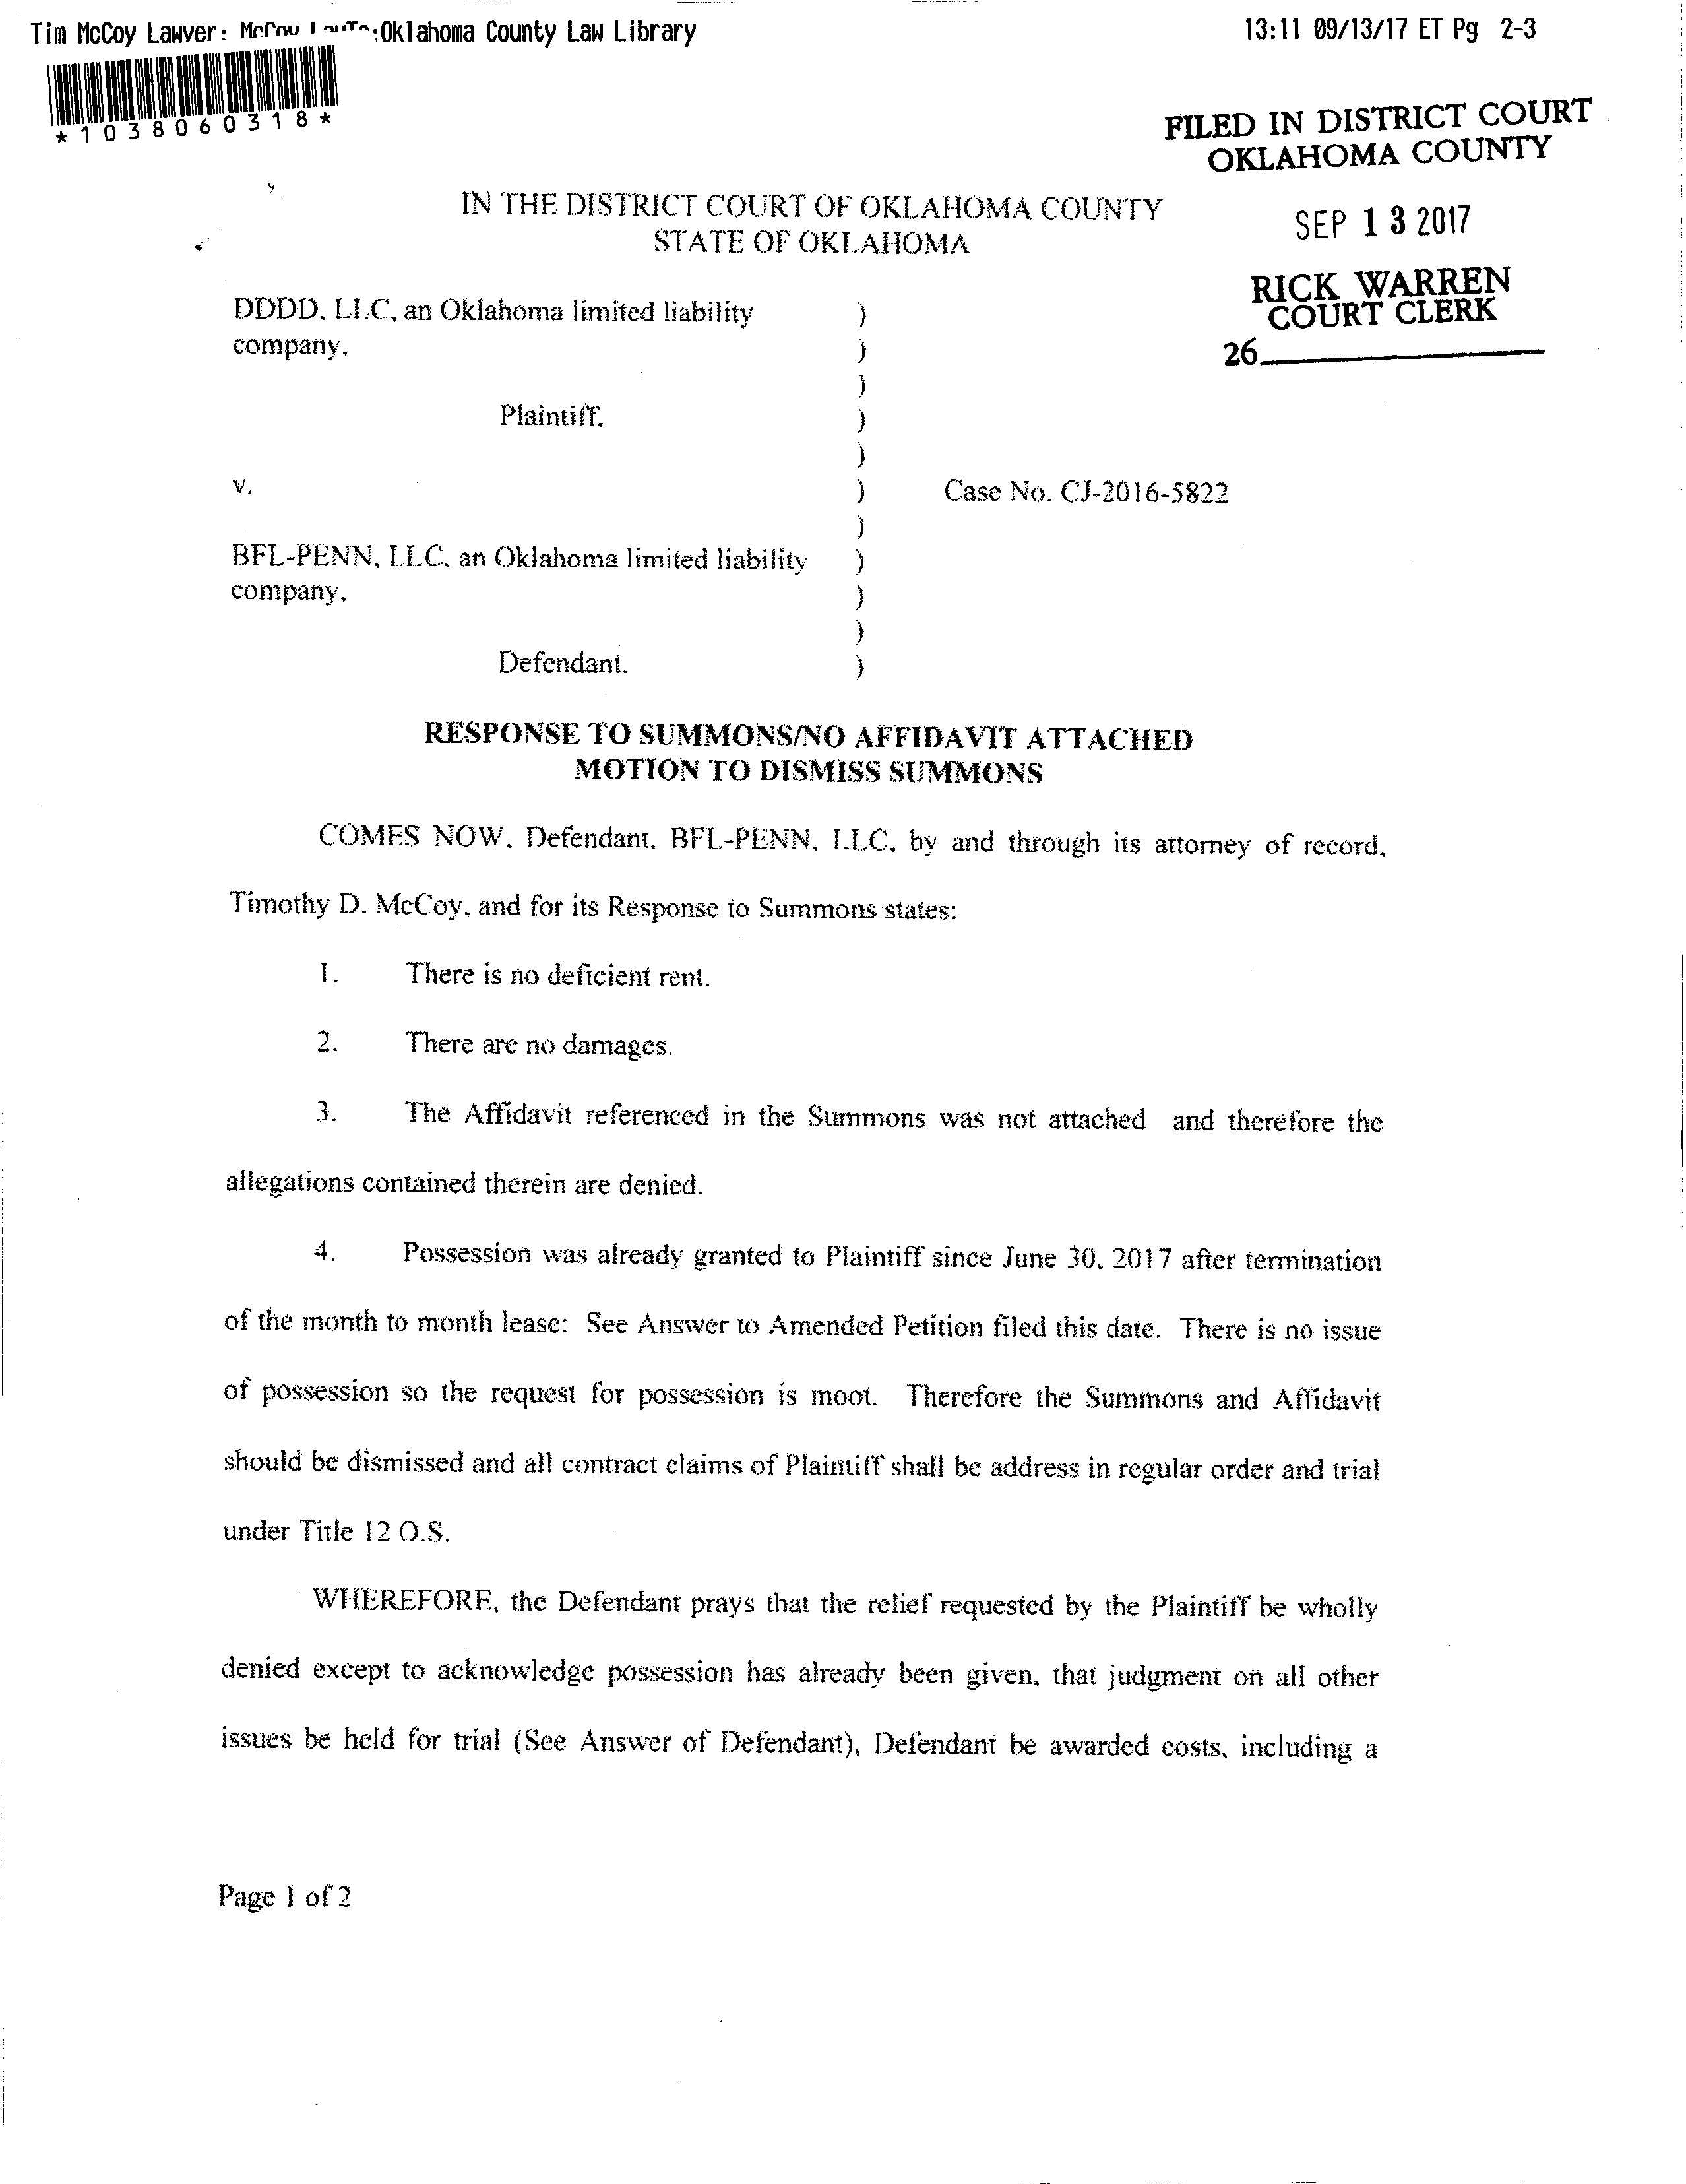 Tim McCoy Lawyer: McCoy :Oklahoma County Law Library 13:11 09/13/17 ET Pg 2-3
*1038060318*
FILED IN DISTRICT COURT
OKLAHOMA COUNTY
SEP 13 2017
RICK WARREN
COURT CLERK
26
IN THE DISTRICT COURT OF OKLAHOMA COUNTY
STATE OF OKLAHOMA
DDDD, LLC, an Oklahoma limited liability )
company, )
)
Plaintiff, )
)
v. ) Case No. CJ-2016-5822
)
BFL-PENN, LLC, an Oklahoma limited liability )
company, )
)
Defendant. )
RESPONSE TO SUMMONS/NO AFFIDAVIT ATTACHED
MOTION TO DISMISS SUMMONS
COMES NOW, Defendant, BFL-PENN, LLC, by and through its attorney of record,
Timothy D. McCoy, and for its Response to Summons states:
1. There is no deficient rent.
2. There are no damages.
3. The Affidavit referenced in the Summons was not attached and therefore the
allegations contained therein are denied.
4. Possession was already granted to Plaintiff since June 30, 2017 after termination
of the month to month lease: See Answer to Amended Petition filed this date. There is no issue
of possession so the request for possession is moot. Therefore the Summons and Affidavit
should be dismissed and all contract claims of Plaintiff shall be address in regular order and trial
under Title 12 O.S.
WHEREFORE, the Defendant prays that the relief requested by the Plaintiff be wholly
denied except to acknowledge possession has already been given, that judgment on all other
issues be held for trial (See Answer of Defendant), Defendant be awarded costs, including a
Page 1 of 2